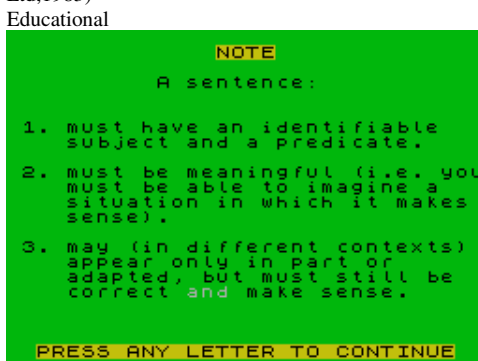 Educational
NOTE
A sentence:
1. must have an identifiable
subject and a predicate.
2. must be meaningful (i.e. you
must be able to imagine a
situation in which it makes
sense).
3. may (in different contexts)
appear only in part or
adapted, but must still be
correct and make sense.
PRESS ANY LETTER TO CONTINUE